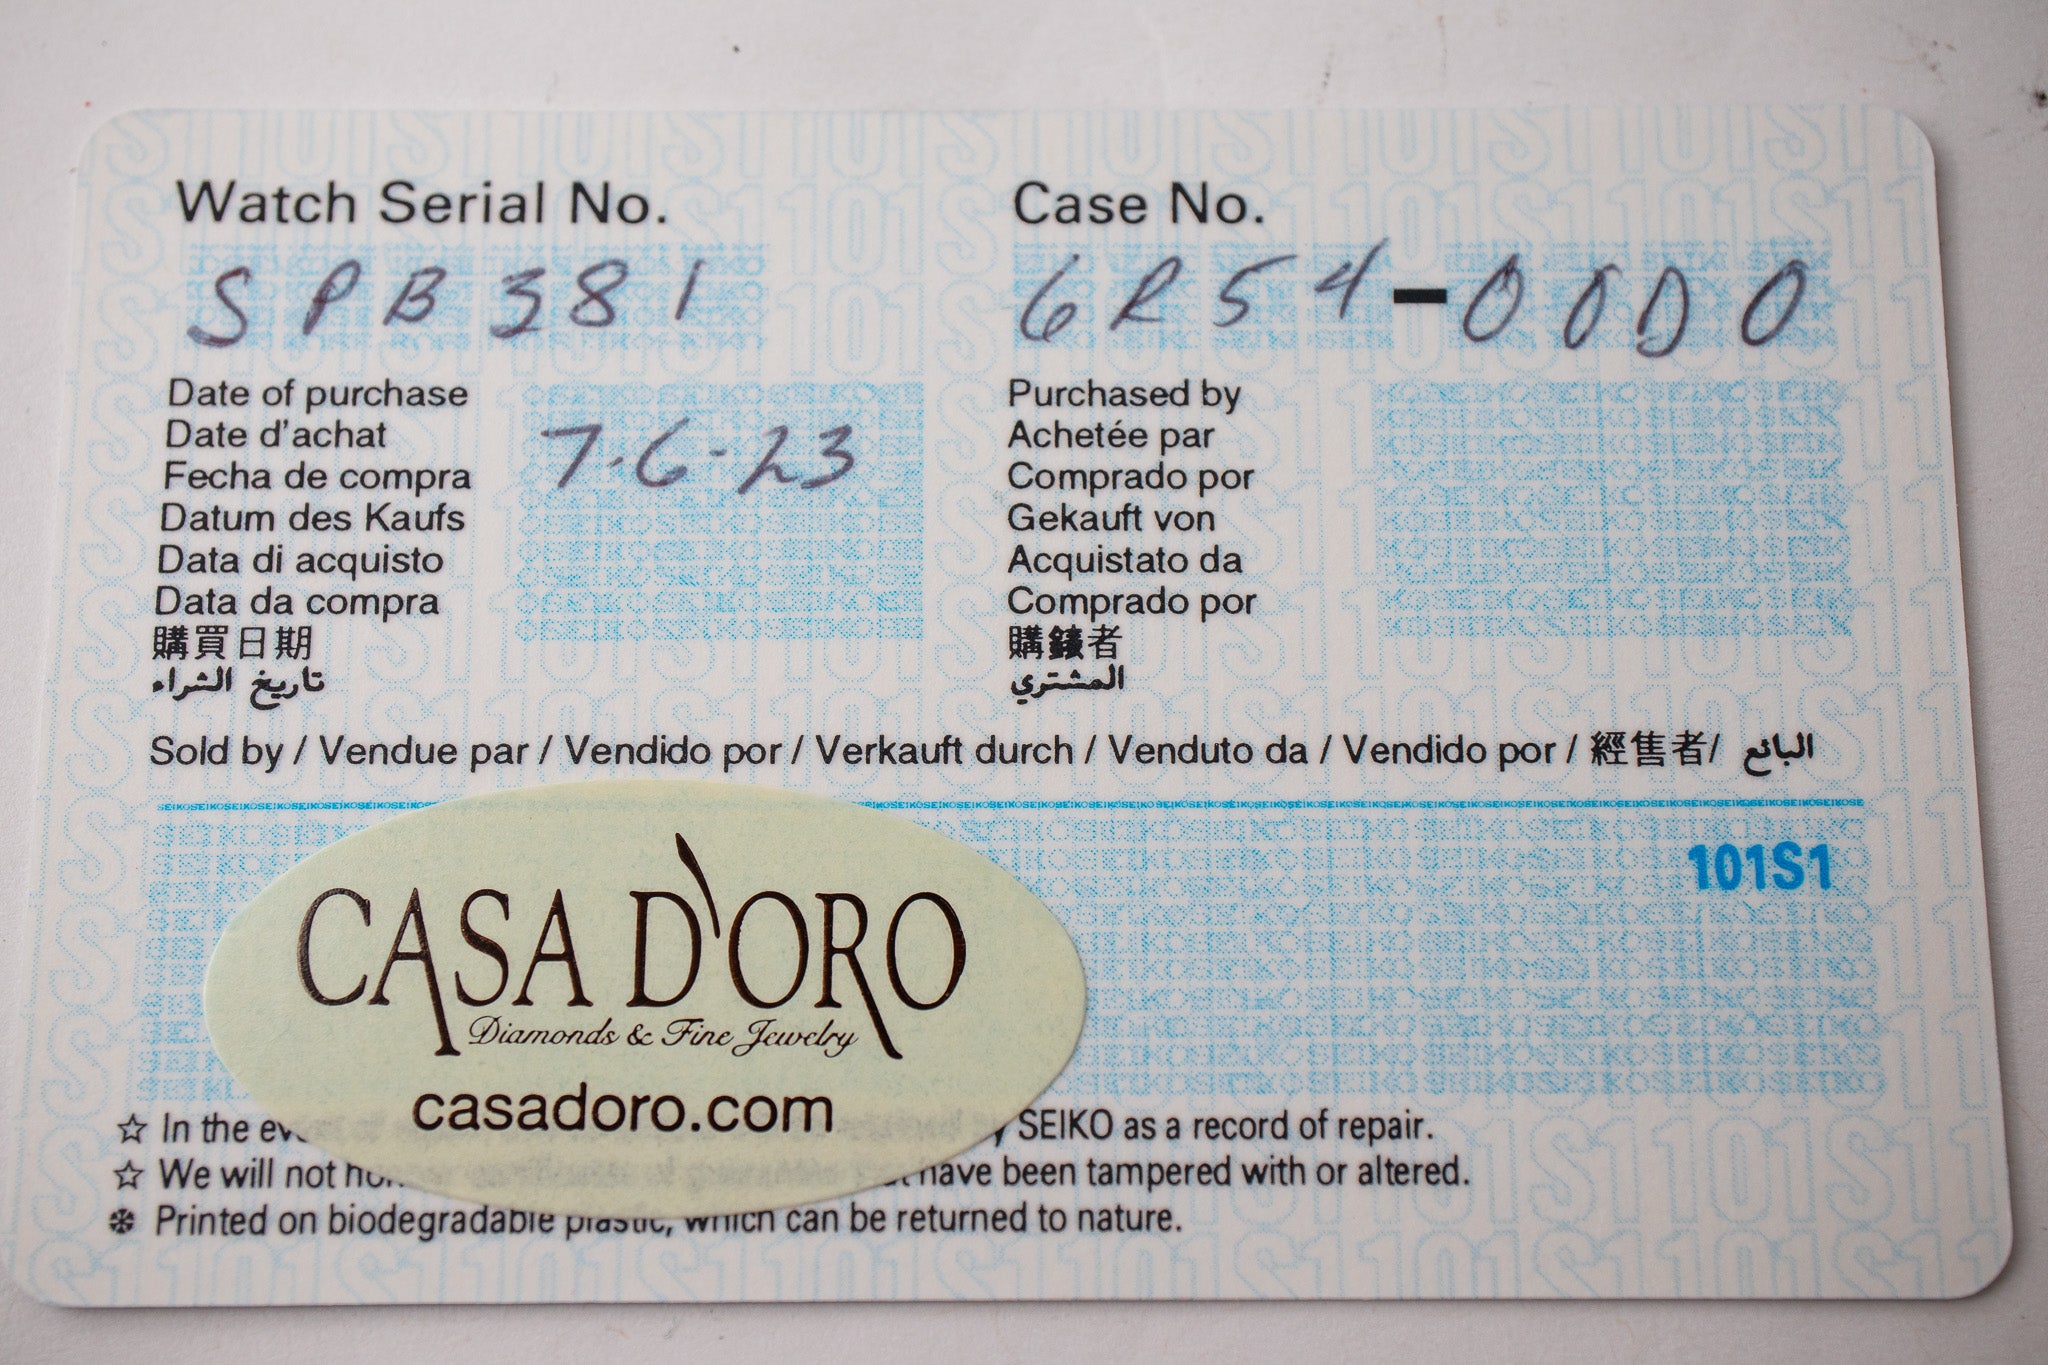 Watch Serial No.
SPB381
Case No.
6R54-00D0
Date of purchase
Date d'achat
Fecha de compra
Datum des Kaufs
Data di acquisto
Data da compra
購買日期
تاريخ الشراء
7-6-23
Purchased by
Achetée par
Comprado por
Gekauft von
Acquistato da
Comprado por
購錶者
المشتري
Sold by / Vendue par / Vendido por / Verkauft durch / Venduto da / Vendido por / 經售者/ البائع
101S1
CASA D'ORO
Diamonds & Fine Jewelry
casadoro.com
☆ In the SEIKO as a record of repair.
☆ We will not have been tampered with or altered.
❄ Printed on biodegradable plastic, which can be returned to nature.